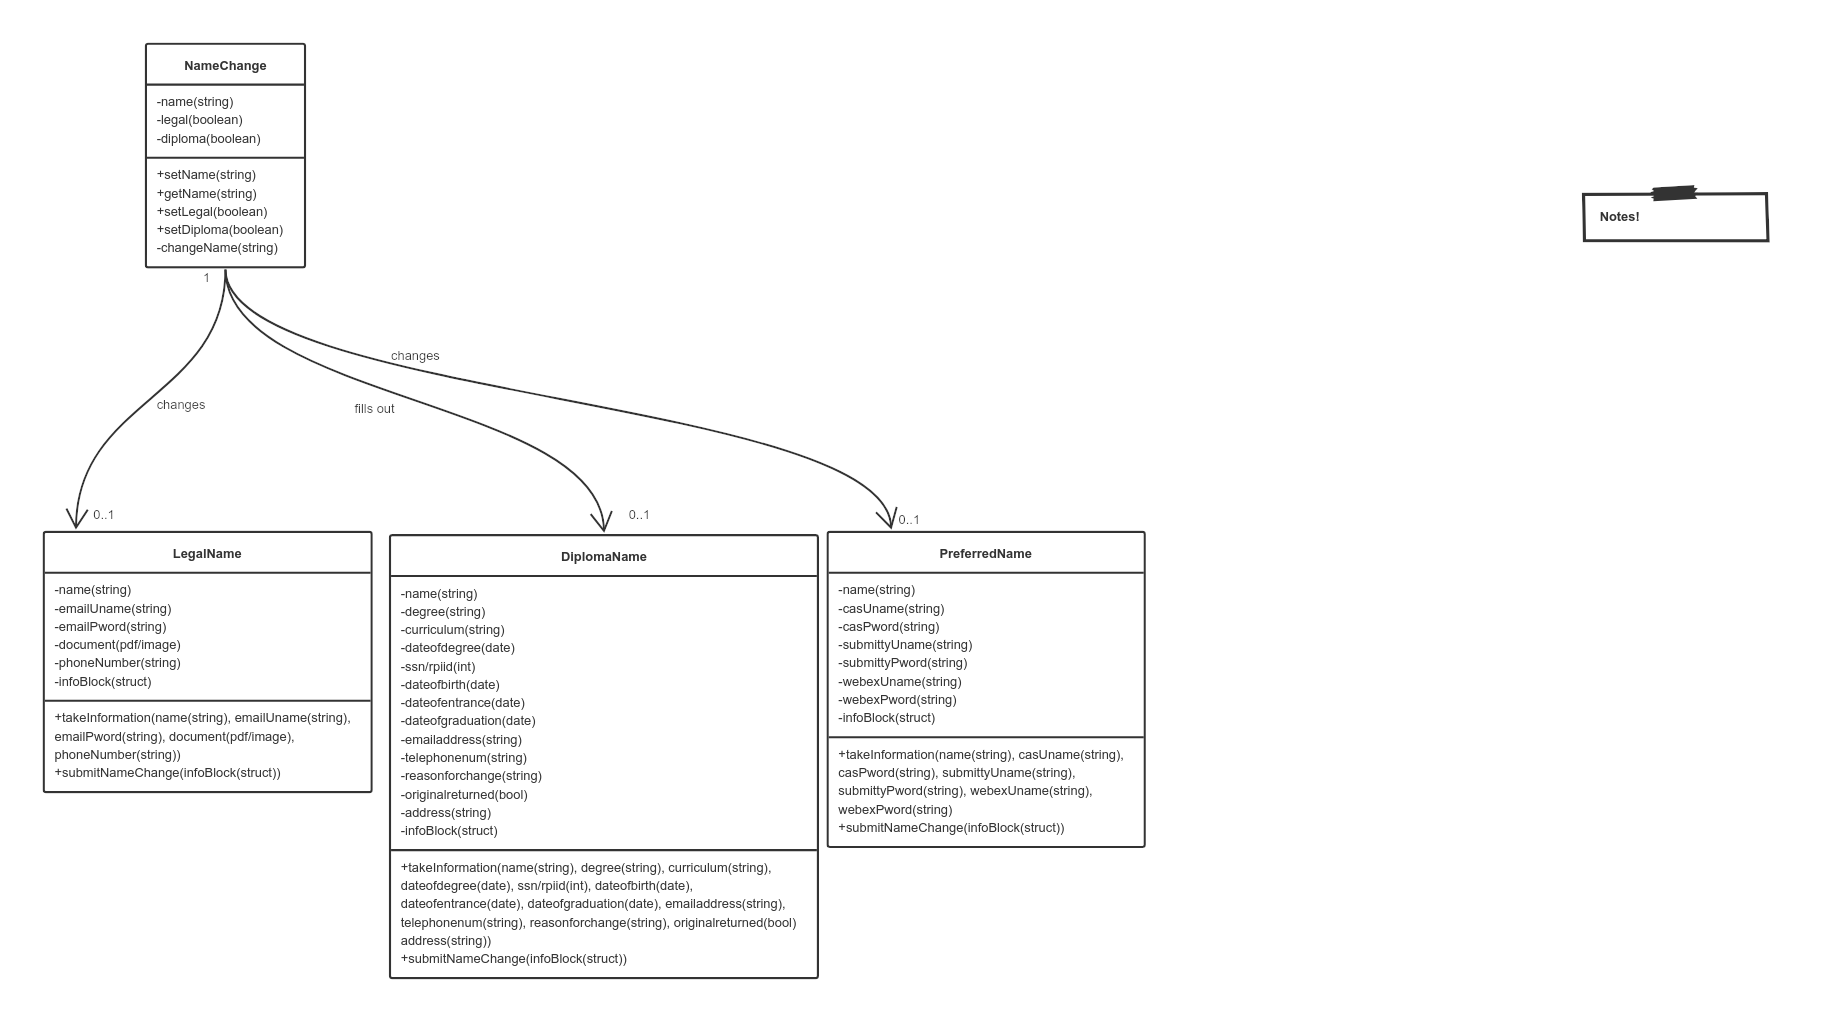 NameChange
-name(string)
-legal(boolean)
-diploma(boolean)
+setName(string)
+getName(string)
+setLegal(boolean)
+setDiploma(boolean)
-changeName(string)
Notes!
1
changes
changes
fills out
0..1
0..1
0..1
LegalName
-name(string)
-emailUname(string)
-emailPword(string)
-document(pdf/image)
-phoneNumber(string)
-infoBlock(struct)
+takeInformation(name(string), emailUname(string),
emailPword(string), document(pdf/image),
phoneNumber(string))
+submitNameChange(infoBlock(struct))
DiplomaName
-name(string)
-degree(string)
-curriculum(string)
-dateofdegree(date)
-ssn/rpiid(int)
-dateofbirth(date)
-dateofentrance(date)
-dateofgraduation(date)
-emailaddress(string)
-telephonenum(string)
-reasonforchange(string)
-originalreturned(bool)
-address(string)
-infoBlock(struct)
+takeInformation(name(string), degree(string), curriculum(string),
dateofdegree(date), ssn/rpiid(int), dateofbirth(date),
dateofentrance(date), dateofgraduation(date), emailaddress(string),
telephonenum(string), reasonforchange(string), originalreturned(bool)
address(string))
+submitNameChange(infoBlock(struct))
PreferredName
-name(string)
-casUname(string)
-casPword(string)
-submittyUname(string)
-submittyPword(string)
-webexUname(string)
-webexPword(string)
-infoBlock(struct)
+takeInformation(name(string), casUname(string),
casPword(string), submittyUname(string),
submittyPword(string), webexUname(string),
webexPword(string)
+submitNameChange(infoBlock(struct))